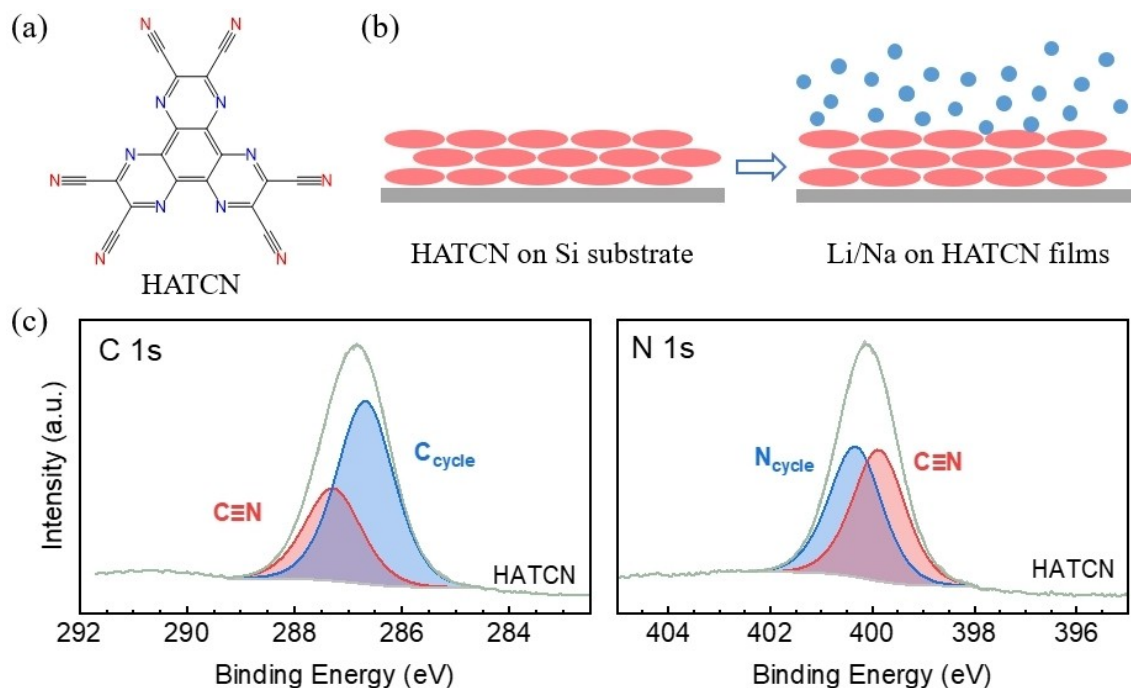 (a)
N
N
N
N
N
N
N
N
N
N
N
N
HATCN
(b)
HATCN on Si substrate
Li/Na on HATCN films
(c)
Intensity (a.u.)
C 1s
C≡N
C_cycle
HATCN
292 290 288 286 284
Binding Energy (eV)
N 1s
N_cycle
C≡N
HATCN
404 402 400 398 396
Binding Energy (eV)